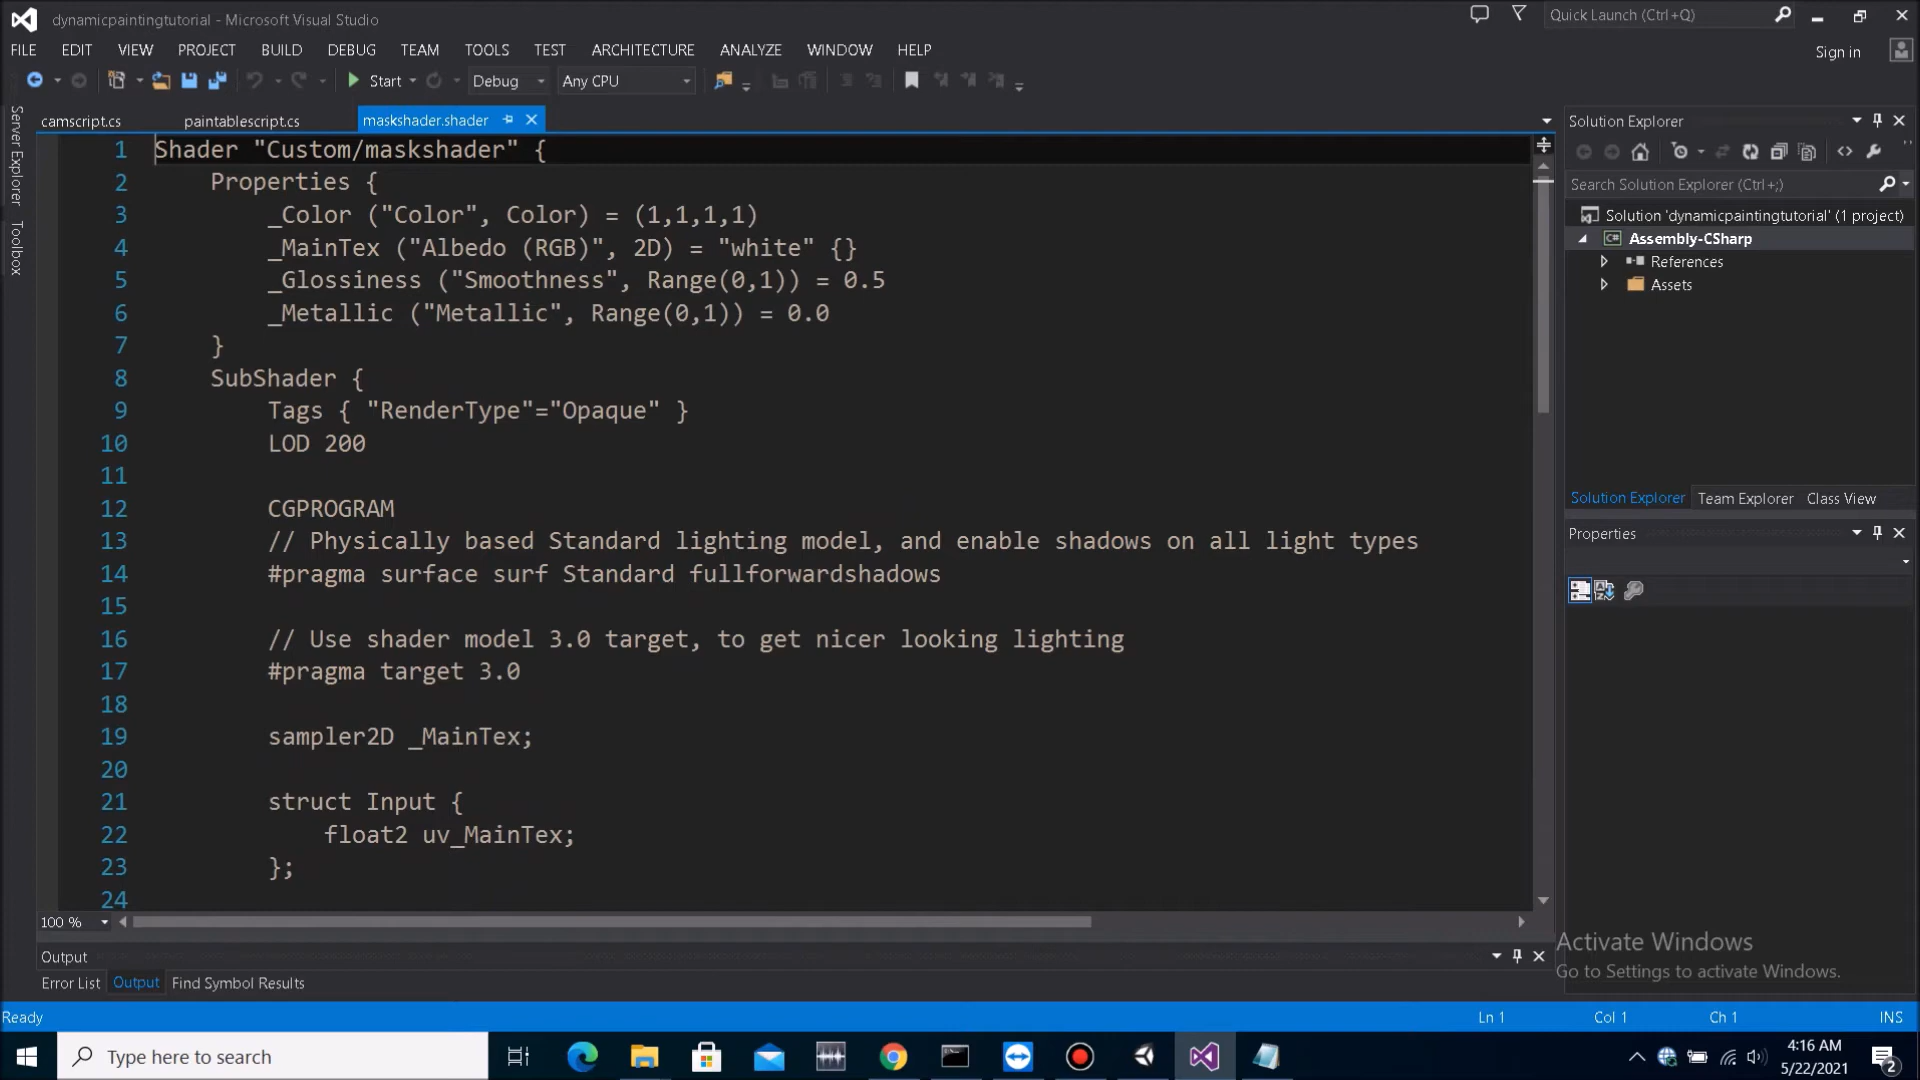 dynamicpaintingtutorial - Microsoft Visual Studio
Quick Launch (Ctrl+Q)
FILE EDIT VIEW PROJECT BUILD DEBUG TEAM TOOLS TEST ARCHITECTURE ANALYZE WINDOW HELP
Sign in
Start Debug Any CPU
Server Explorer
Toolbox
camscript.cs paintablescript.cs maskshader.shader
1 Shader "Custom/maskshader" {
2 Properties {
3 _Color ("Color", Color) = (1,1,1,1)
4 _MainTex ("Albedo (RGB)", 2D) = "white" {}
5 _Glossiness ("Smoothness", Range(0,1)) = 0.5
6 _Metallic ("Metallic", Range(0,1)) = 0.0
7 }
8 SubShader {
9 Tags { "RenderType"="Opaque" }
10 LOD 200
11
12 CGPROGRAM
13 // Physically based Standard lighting model, and enable shadows on all light types
14 #pragma surface surf Standard fullforwardshadows
15
16 // Use shader model 3.0 target, to get nicer looking lighting
17 #pragma target 3.0
18
19 sampler2D _MainTex;
20
21 struct Input {
22 float2 uv_MainTex;
23 };
24
100 %
Solution Explorer
Search Solution Explorer (Ctrl+;)
Solution 'dynamicpaintingtutorial' (1 project)
Assembly-CSharp
References
Assets
Solution Explorer Team Explorer Class View
Properties
Output
Error List Output Find Symbol Results
Activate Windows
Go to Settings to activate Windows.
Ready Ln 1 Col 1 Ch 1 INS
Type here to search
4:16 AM
5/22/2021
2